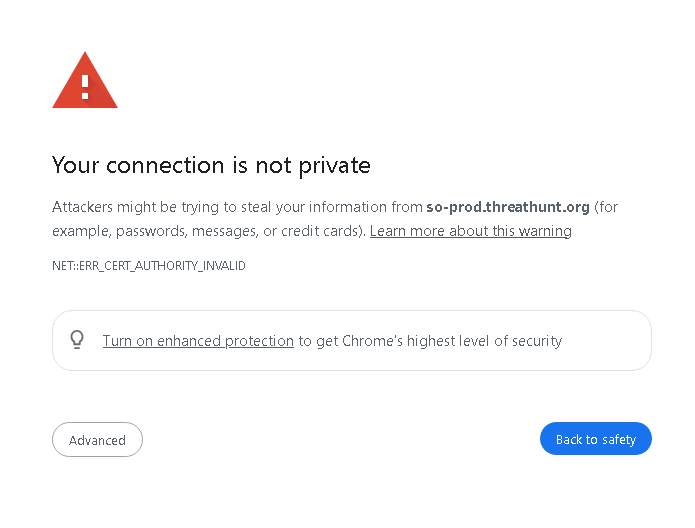 Your connection is not private
Attackers might be trying to steal your information from so-prod.threathunt.org (for
example, passwords, messages, or credit cards). Learn more about this warning
NET::ERR_CERT_AUTHORITY_INVALID
Turn on enhanced protection to get Chrome's highest level of security
Advanced
Back to safety